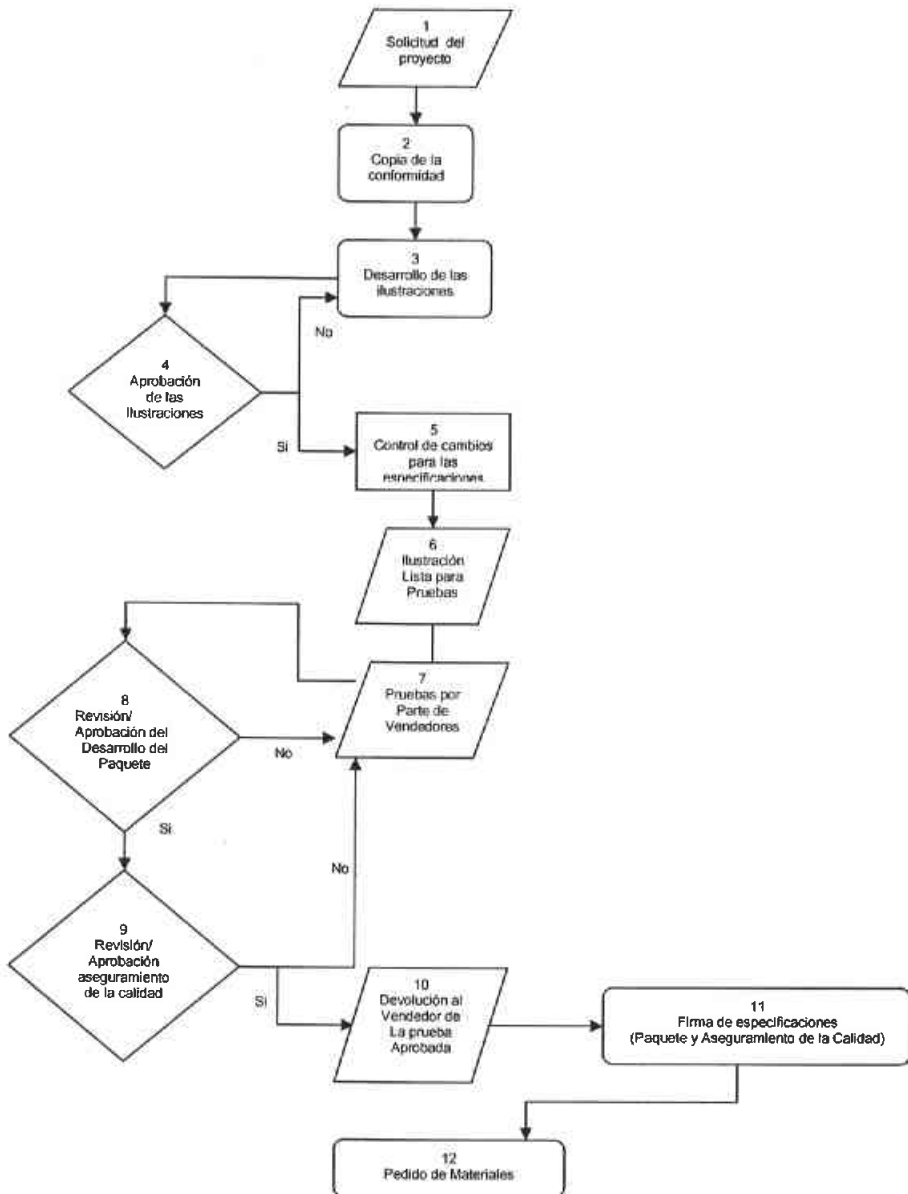 1
Solicitud del
proyecto
2
Copia de la
conformidad
3
Desarrollo de las
ilustraciones
No
4
Aprobación
de las
Ilustraciones
Si
5
Control de cambios
para las
especificaciones
6
Ilustración
Lista para
Pruebas
7
Pruebas por
Parte de
Vendedores
8
Revisión/
Aprobación del
Desarrollo del
Paquete
No
Si
No
9
Revisión/
Aprobación
aseguramiento
de la calidad
Si
10
Devolución al
Vendedor de
La prueba
Aprobada
11
Firma de especificaciones
(Paquete y Aseguramiento de la Calidad)
12
Pedido de Materiales